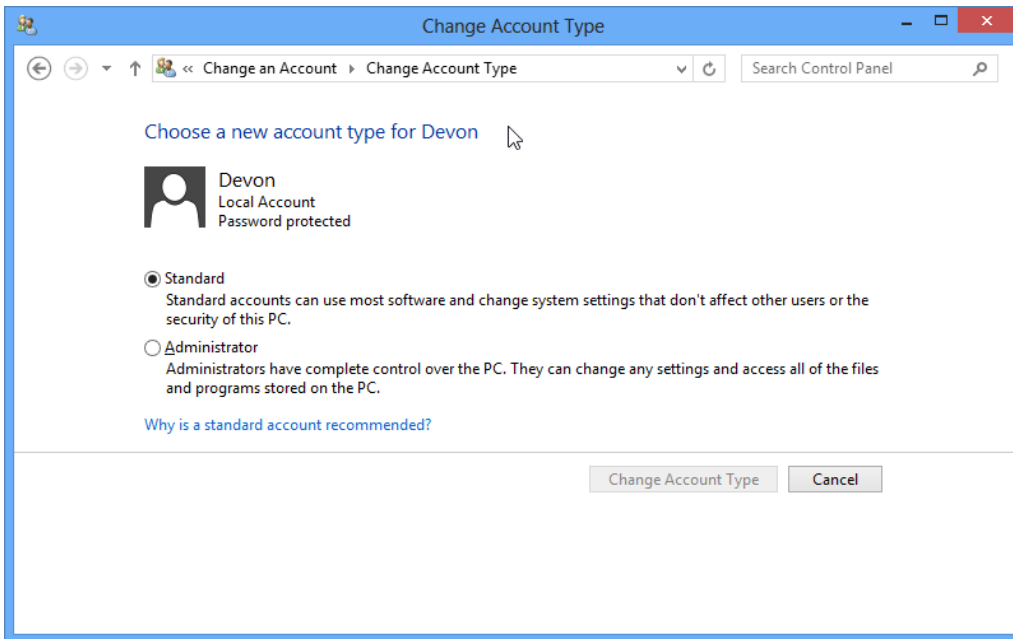 Change Account Type
« Change an Account Change Account Type
Search Control Panel
Choose a new account type for Devon
Devon
Local Account
Password protected
Standard
Standard accounts can use most software and change system settings that don't affect other users or the
security of this PC.
Administrator
Administrators have complete control over the PC. They can change any settings and access all of the files
and programs stored on the PC.
Why is a standard account recommended?
Change Account Type Cancel